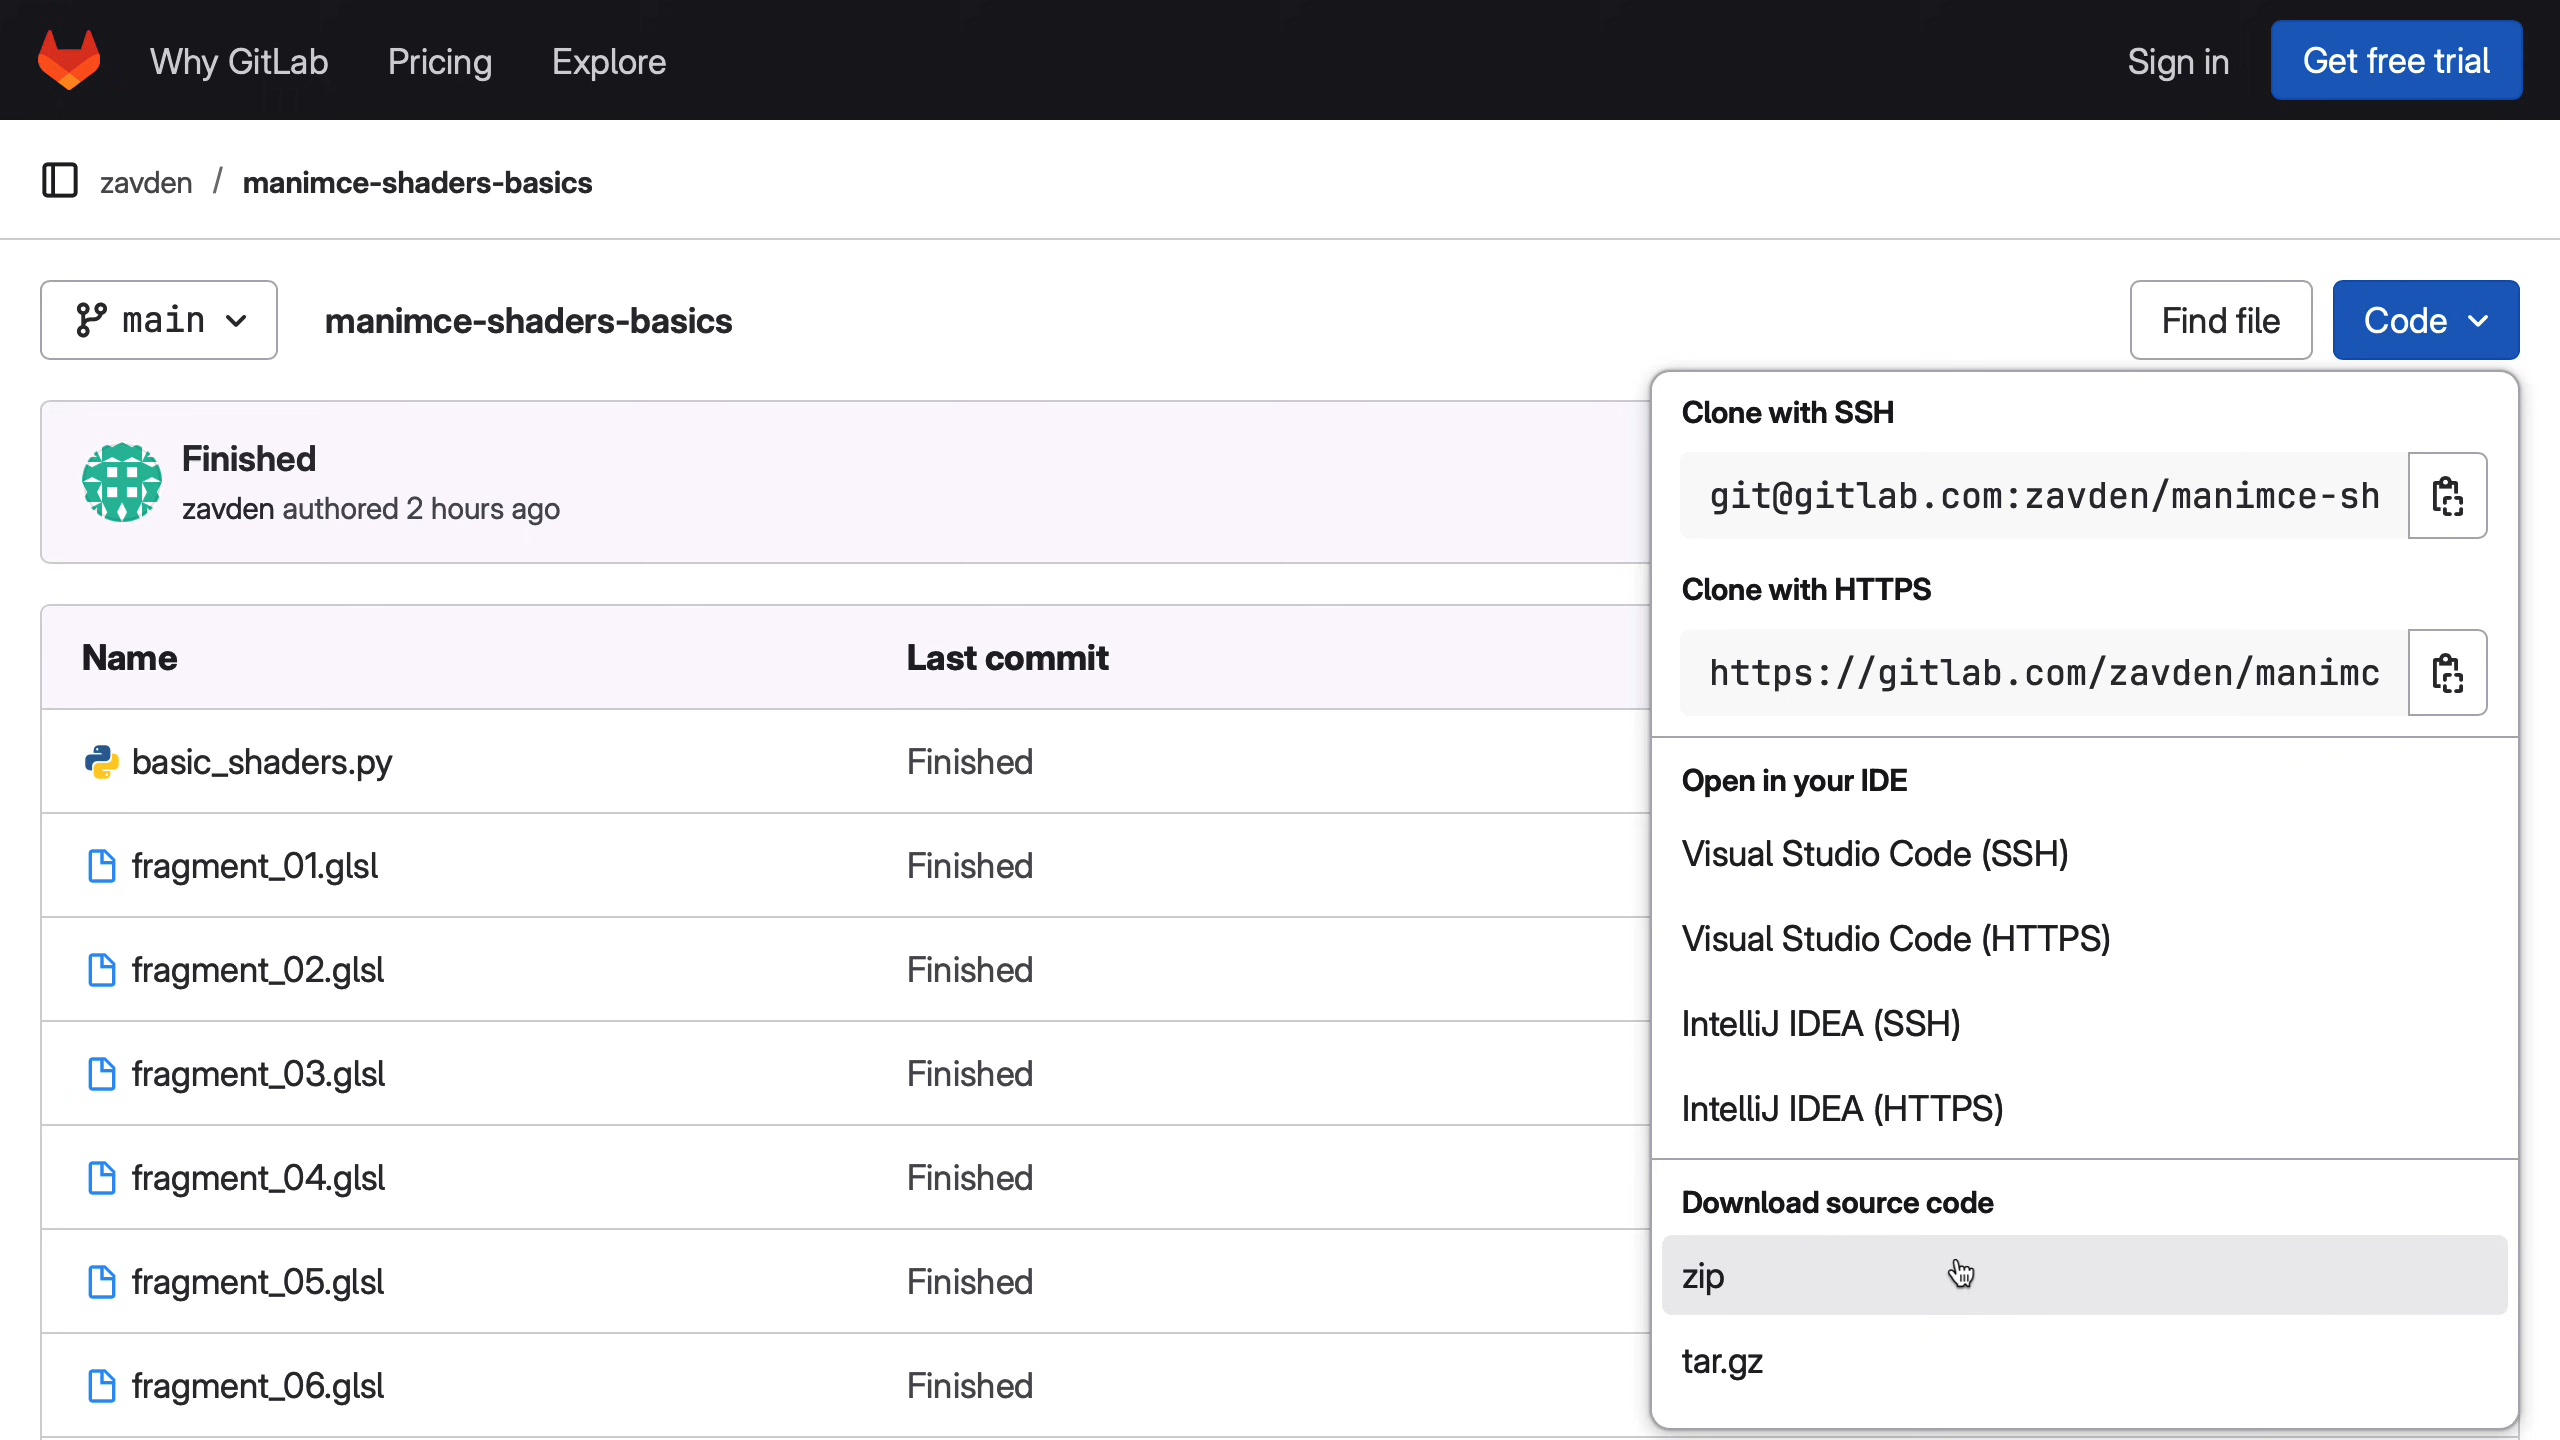 Why GitLab Pricing Explore Sign in Get free trial
zavden / manimce-shaders-basics
main manimce-shaders-basics Find file Code
Finished
zavden authored 2 hours ago
Name Last commit
basic_shaders.py Finished
fragment_01.glsl Finished
fragment_02.glsl Finished
fragment_03.glsl Finished
fragment_04.glsl Finished
fragment_05.glsl Finished
fragment_06.glsl Finished
Clone with SSH
git@gitlab.com:zavden/manimce-sh
Clone with HTTPS
https://gitlab.com/zavden/manimc
Open in your IDE
Visual Studio Code (SSH)
Visual Studio Code (HTTPS)
IntelliJ IDEA (SSH)
IntelliJ IDEA (HTTPS)
Download source code
zip
tar.gz